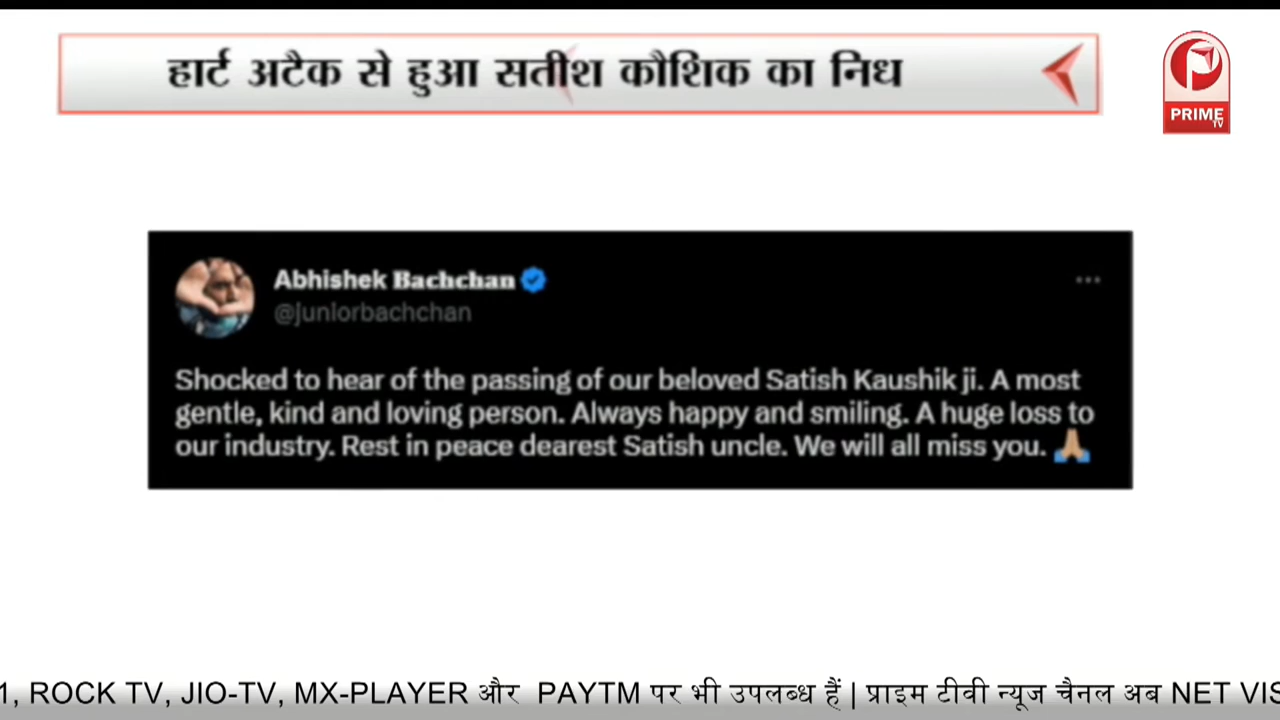 हार्ट अटैक से हुआ सतीश कौशिक का निध
PRIME
TV
Abhishek Bachchan
@juniorbachchan
Shocked to hear of the passing of our beloved Satish Kaushik ji. A most
gentle, kind and loving person. Always happy and smiling. A huge loss to
our industry. Rest in peace dearest Satish uncle. We will all miss you. 🙏🏽
1, ROCK TV, JIO-TV, MX-PLAYER और PAYTM पर भी उपलब्ध हैं | प्राइम टीवी न्यूज चैनल अब NET VIS